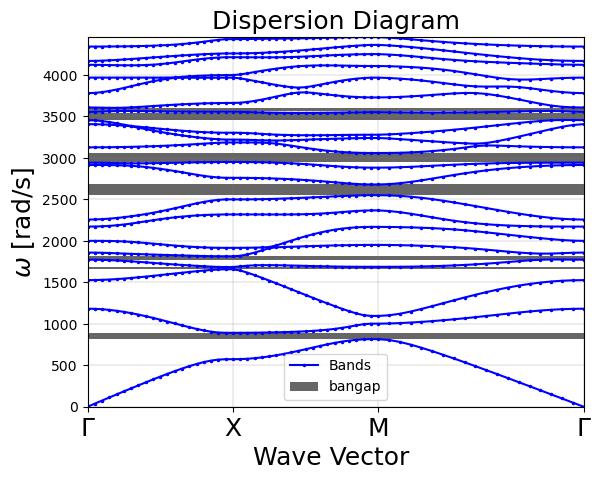 Dispersion Diagram
ω [rad/s]
4000
3500
3000
2500
2000
1500
1000
500
0
Bands
bangap
Γ X M Γ
Wave Vector